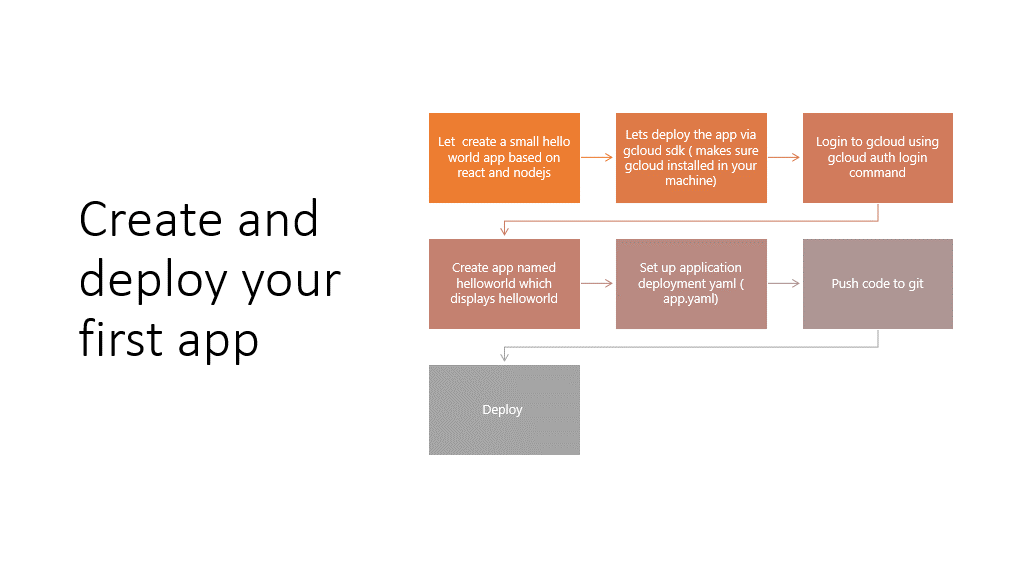 Create and
deploy your
first app
Let  create a small hello
world app based on
react and nodejs
Lets deploy the app via
gcloud sdk ( makes sure
gcloud installed in your
machine)
Login to gcloud using
gcloud auth login
command
Create app named
helloworld which
displays helloworld
Set up application
deployment yaml (
app.yaml)
Push code to git
Deploy